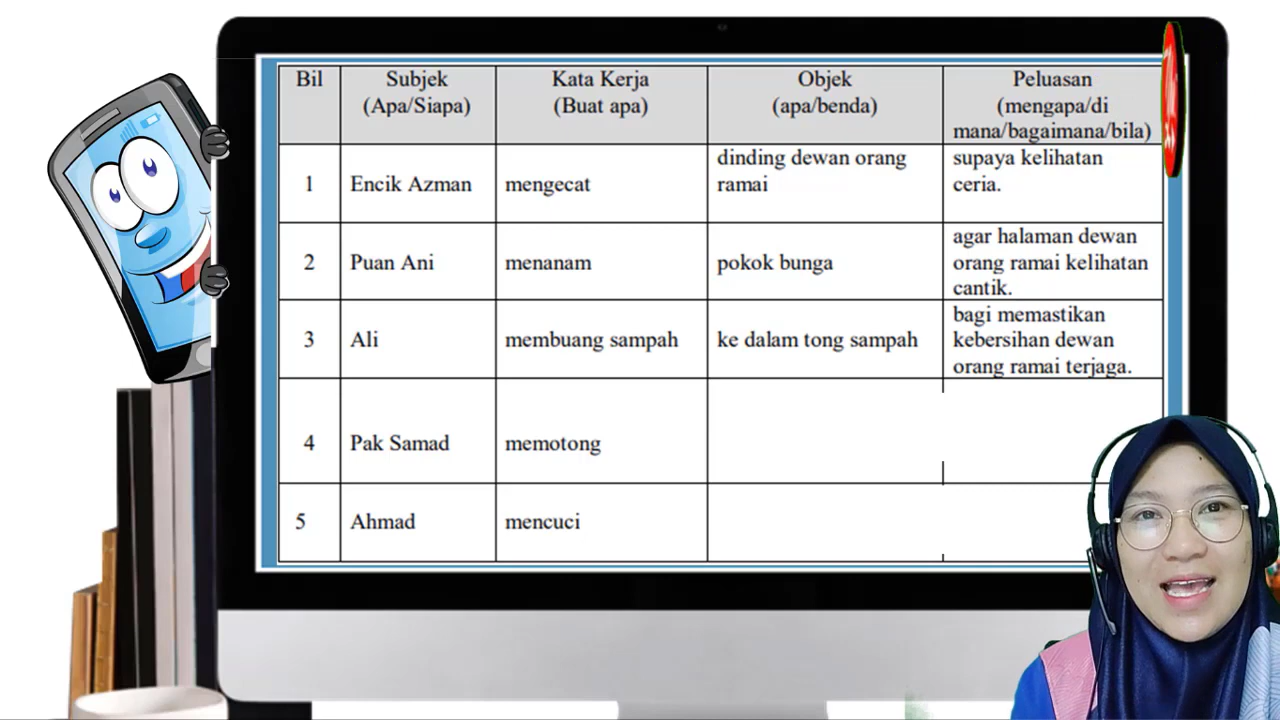 Bil
Subjek
(Apa/Siapa)
Kata Kerja
(Buat apa)
Objek
(apa/benda)
Peluasan
(mengapa/di
mana/bagaimana/bila)
1
Encik Azman
mengecat
dinding dewan orang
ramai
supaya kelihatan
ceria.
2
Puan Ani
menanam
pokok bunga
agar halaman dewan
orang ramai kelihatan
cantik.
3
Ali
membuang sampah
ke dalam tong sampah
bagi memastikan
kebersihan dewan
orang ramai terjaga.
4
Pak Samad
memotong
5
Ahmad
mencuci